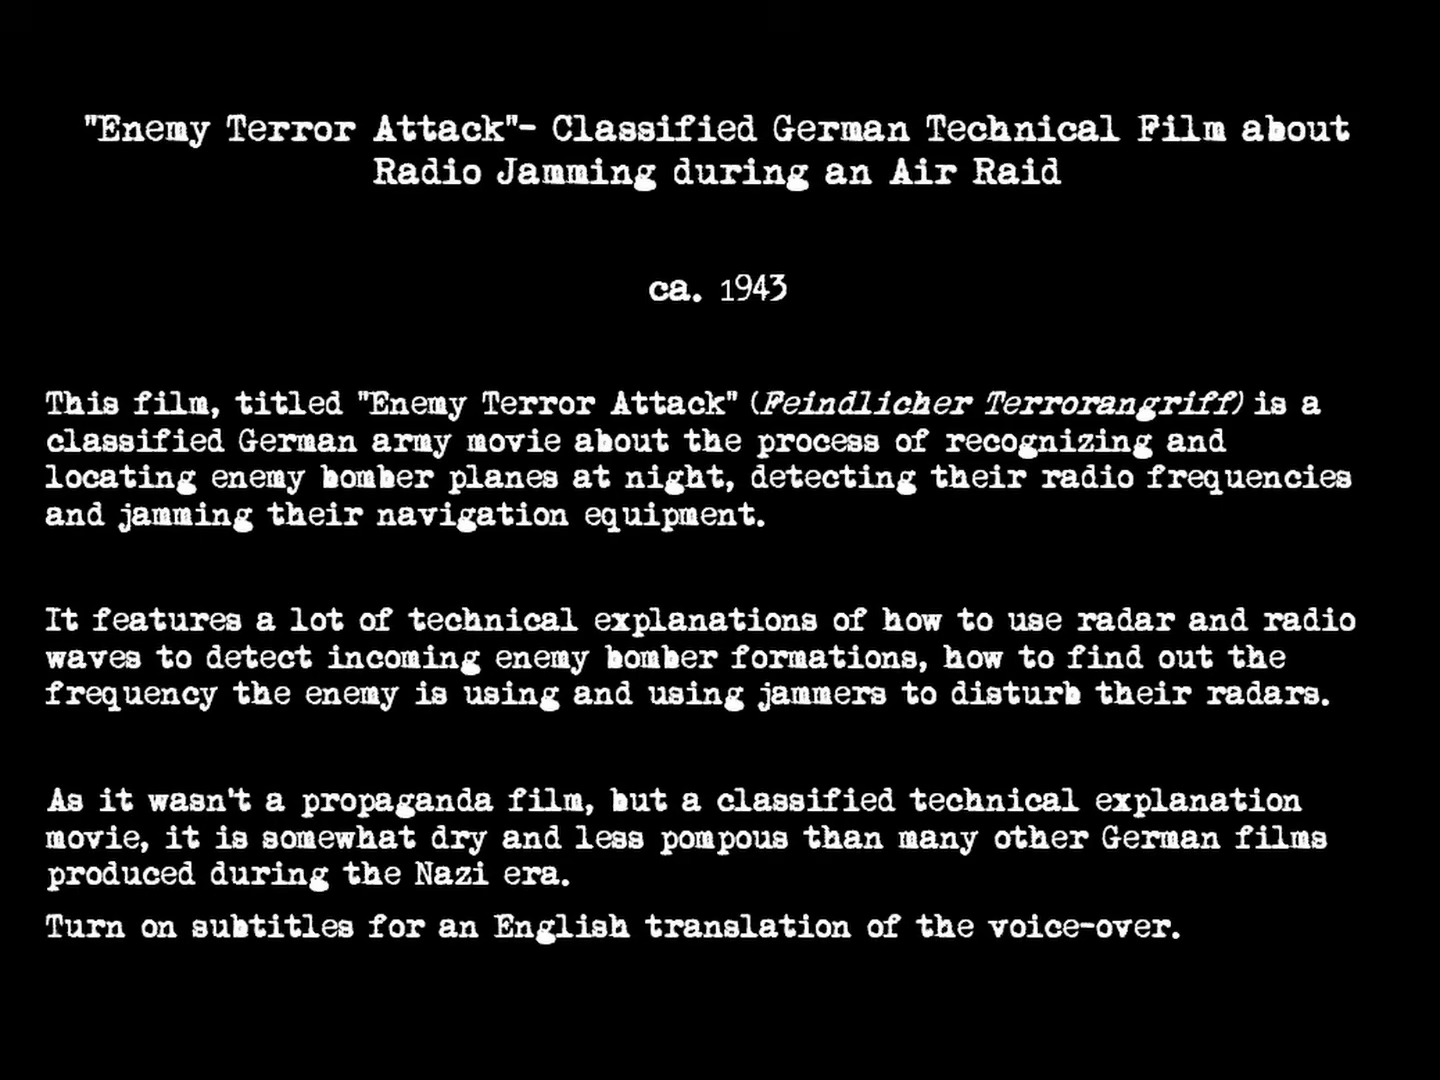 "Enemy Terror Attack"- Classified German Technical Film about
Radio Jamming during an Air Raid
ca. 1943
This film, titled "Enemy Terror Attack" (Feindlicher Terrorangriff) is a
classified German army movie about the process of recognizing and
locating enemy bomber planes at night, detecting their radio frequencies
and jamming their navigation equipment.
It features a lot of technical explanations of how to use radar and radio
waves to detect incoming enemy bomber formations, how to find out the
frequency the enemy is using and using jammers to disturb their radars.
As it wasn't a propaganda film, but a classified technical explanation
movie, it is somewhat dry and less pompous than many other German films
produced during the Nazi era.
Turn on subtitles for an English translation of the voice-over.